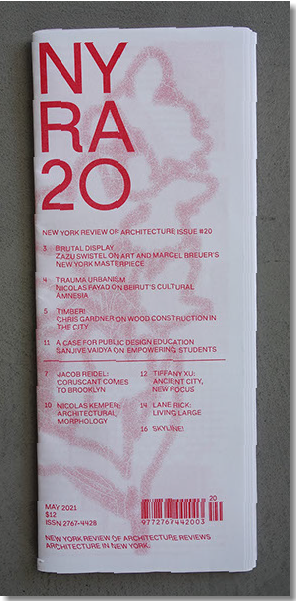 NY
RA
20
NEW YORK REVIEW OF ARCHITECTURE ISSUE #20
3 BRUTAL DISPLAY
ZAZU SWISTEL ON ART AND MARCEL BREUER'S
NEW YORK MASTERPIECE
4 TRAUMA URBANISM
NICOLAS FAYAD ON BEIRUT'S CULTURAL
AMNESIA
5 TIMBER!
CHRIS GARDNER ON WOOD CONSTRUCTION IN
THE CITY
11 A CASE FOR PUBLIC DESIGN EDUCATION
SANJIVE VAIDYA ON EMPOWERING STUDENTS
7 JACOB REIDEL:
CORUSCANT COMES
TO BROOKLYN
10 NICOLAS KEMPER:
ARCHITECTURAL
MORPHOLOGY
12 TIFFANY XU:
ANCIENT CITY,
NEW FOCUS
14 LANE RICK:
LIVING LARGE
16 SKYLINE!
MAY 2021
$12
ISSN 2767-4428
20
9772767442003
NEW YORK REVIEW OF ARCHITECTURE REVIEWS
ARCHITECTURE IN NEW YORK.